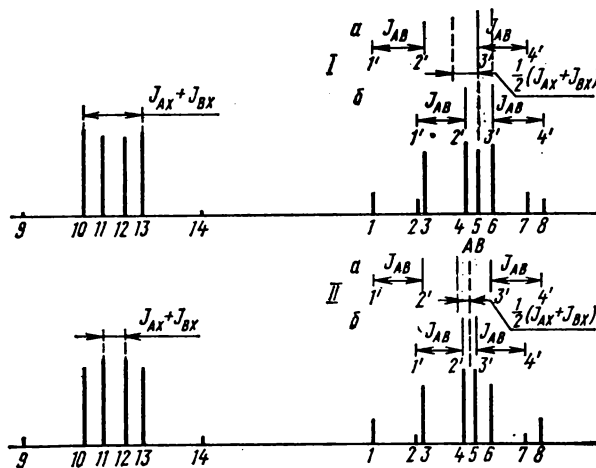 а J_AB J_AB
1' 2' 3' 4'
I 1/2(J_AX+J_BX)
J_AX+J_BX б J_AB J_AB
1' 2' 3' 4'
9 10 11 12 13 14 1 2 3 4 5 6 7 8
AB
а J_AB J_AB
1' 2' 3' 4'
II 1/2(J_AX+J_BX)
J_AX+J_BX б J_AB J_AB
1' 2' 3' 4'
9 10 11 12 13 14 1 2 3 4 5 6 7 8